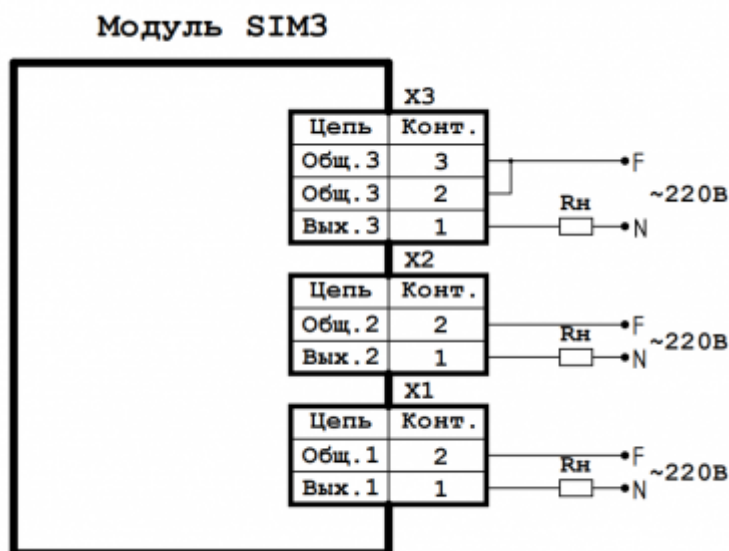 Модуль SIM3
X3
Цепь Конт.
Общ.3 3
F
Общ.3 2
~220В
Rн
Вых.3 1
N
X2
Цепь Конт.
Общ.2 2
F
Rн
~220В
Вых.2 1
N
X1
Цепь Конт.
Общ.1 2
F
Rн
~220В
Вых.1 1
N